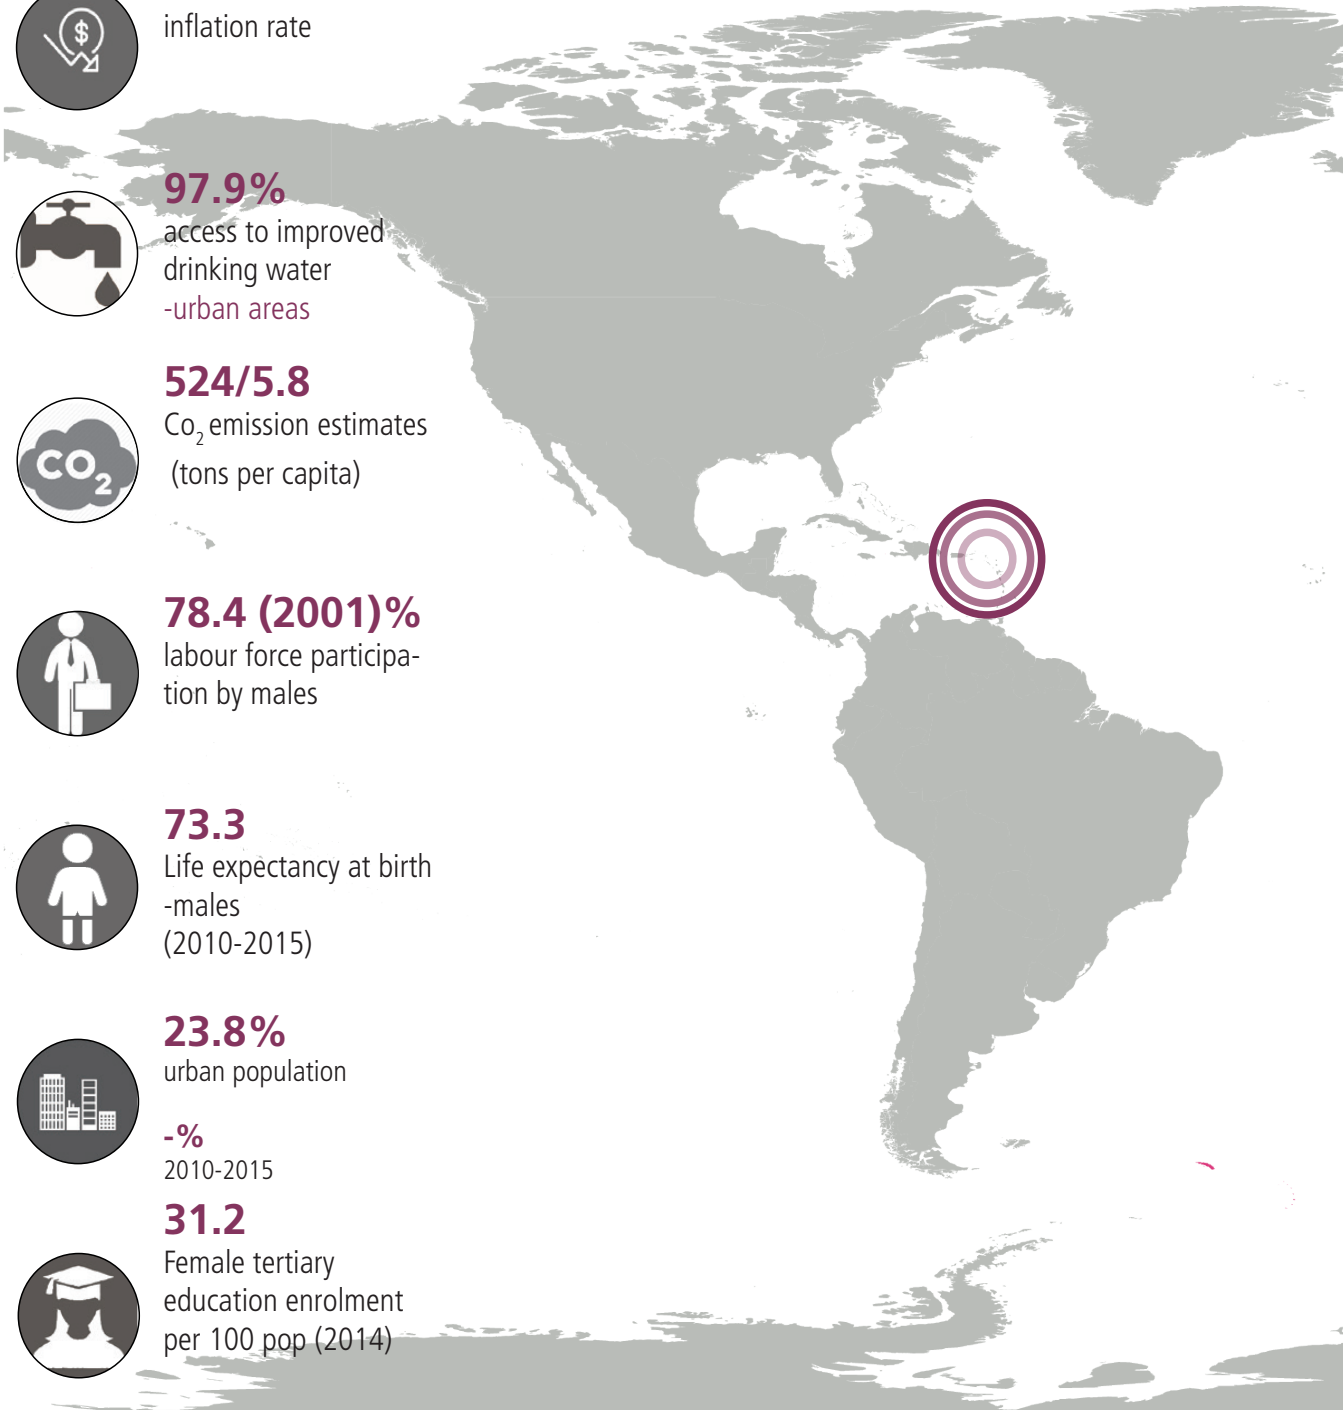 inflation rate
97.9%
access to improved
drinking water
-urban areas
524/5.8
Co2 emission estimates
(tons per capita)
CO2
78.4 (2001)%
labour force participa-
tion by males
73.3
Life expectancy at birth
-males
(2010-2015)
23.8%
urban population
-%
2010-2015
31.2
Female tertiary
education enrolment
per 100 pop (2014)